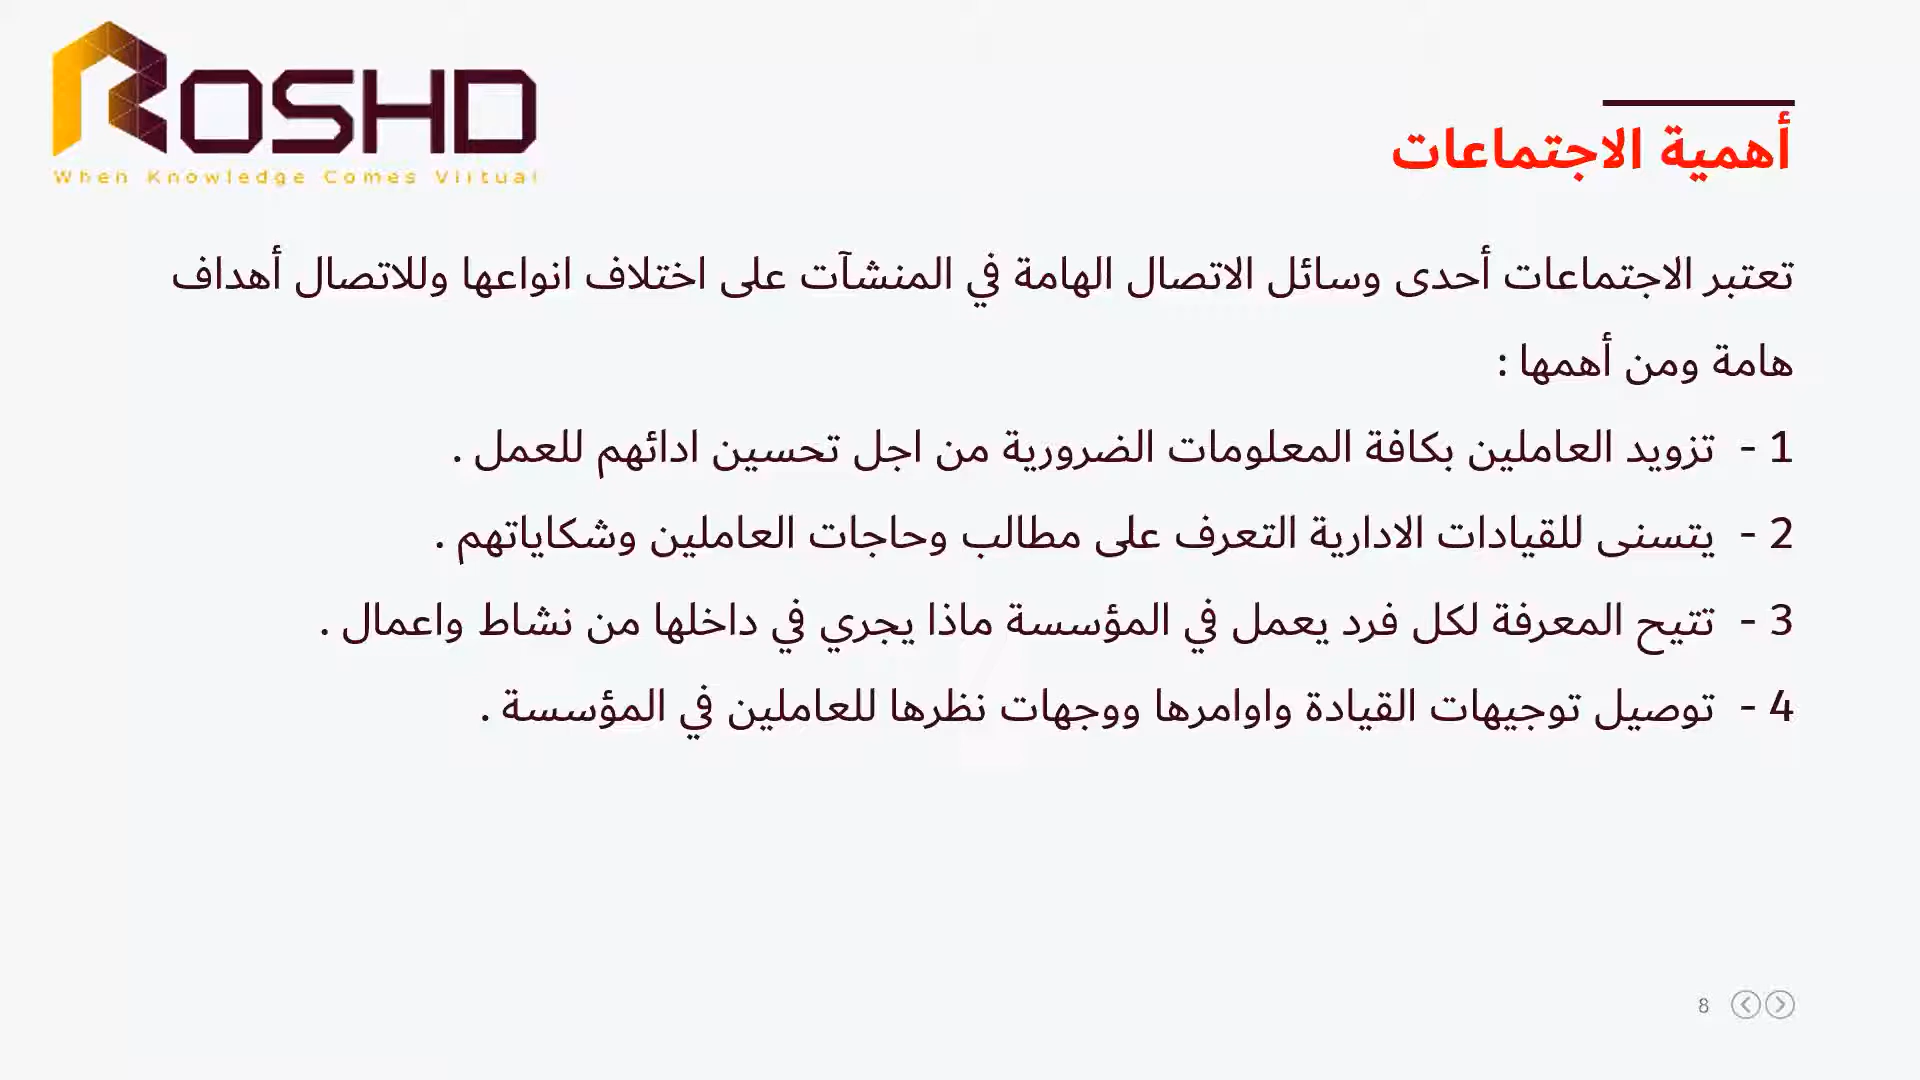 ROSHD
When Knowledge Comes Virtual
أهمية الاجتماعات
تعتبر الاجتماعات أحدى وسائل الاتصال الهامة في المنشآت على اختلاف انواعها وللاتصال أهداف
هامة ومن أهمها :
1 - تزويد العاملين بكافة المعلومات الضرورية من اجل تحسين ادائهم للعمل .
2 - يتسنى للقيادات الادارية التعرف على مطالب وحاجات العاملين وشكاياتهم .
3 - تتيح المعرفة لكل فرد يعمل في المؤسسة ماذا يجري في داخلها من نشاط واعمال .
4 - توصيل توجيهات القيادة واوامرها ووجهات نظرها للعاملين في المؤسسة .
8